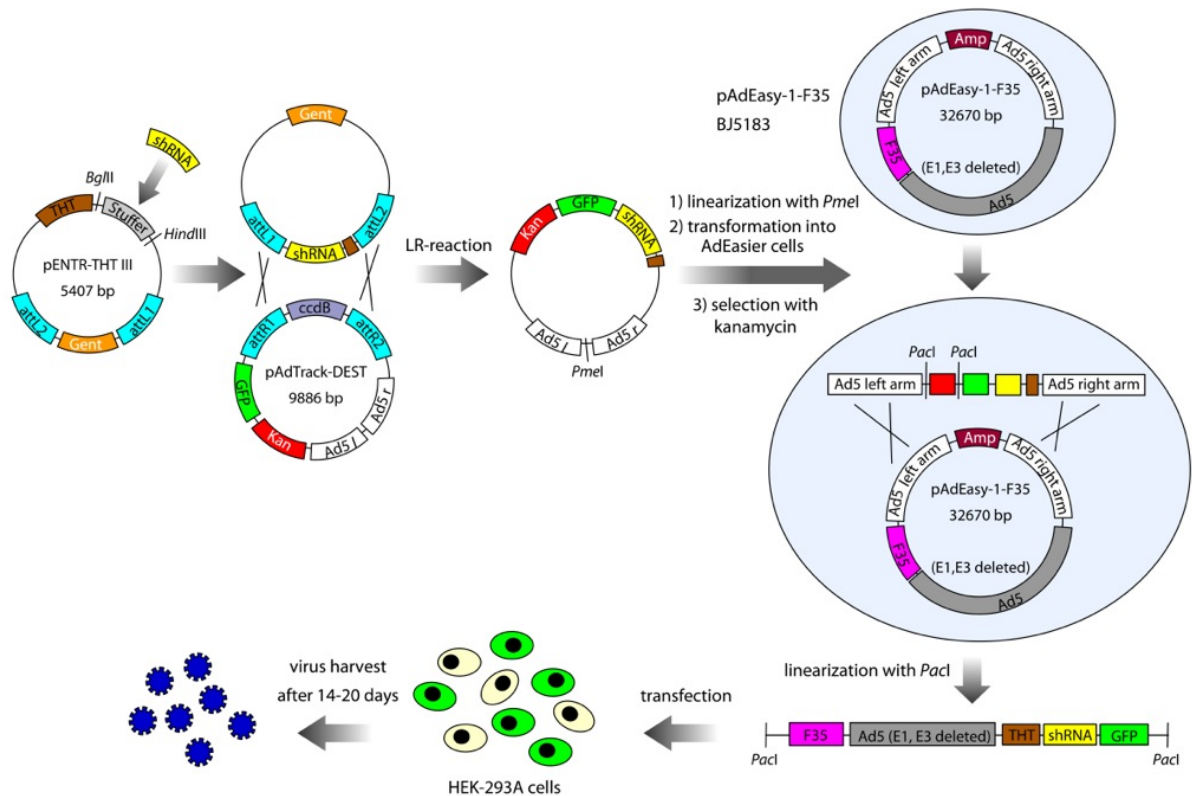 shRNA
BglII
THT
Stuffer
HindIII
pENTR-THT III
5407 bp
attL2
attL1
Gent
Gent
attL1
attL2
shRNA
ccdB
attR1
attR2
pAdTrack-DEST
9886 bp
GFP
Ad5 r
Kan
Ad5 l
LR-reaction
GFP
Kan
shRNA
Ad5 l
Ad5 r
PmeI
1) linearization with PmeI
2) transformation into
AdEasier cells
3) selection with
kanamycin
pAdEasy-1-F35
BJ5183
Amp
Ad5 left arm
Ad5 right arm
pAdEasy-1-F35
32670 bp
F35
(E1,E3 deleted)
Ad5
PacI
PacI
Ad5 left arm
Ad5 right arm
Amp
Ad5 left arm
Ad5 right arm
pAdEasy-1-F35
32670 bp
F35
(E1,E3 deleted)
Ad5
linearization with PacI
F35
Ad5 (E1, E3 deleted)
THT
shRNA
GFP
PacI
PacI
transfection
HEK-293A cells
virus harvest
after 14-20 days